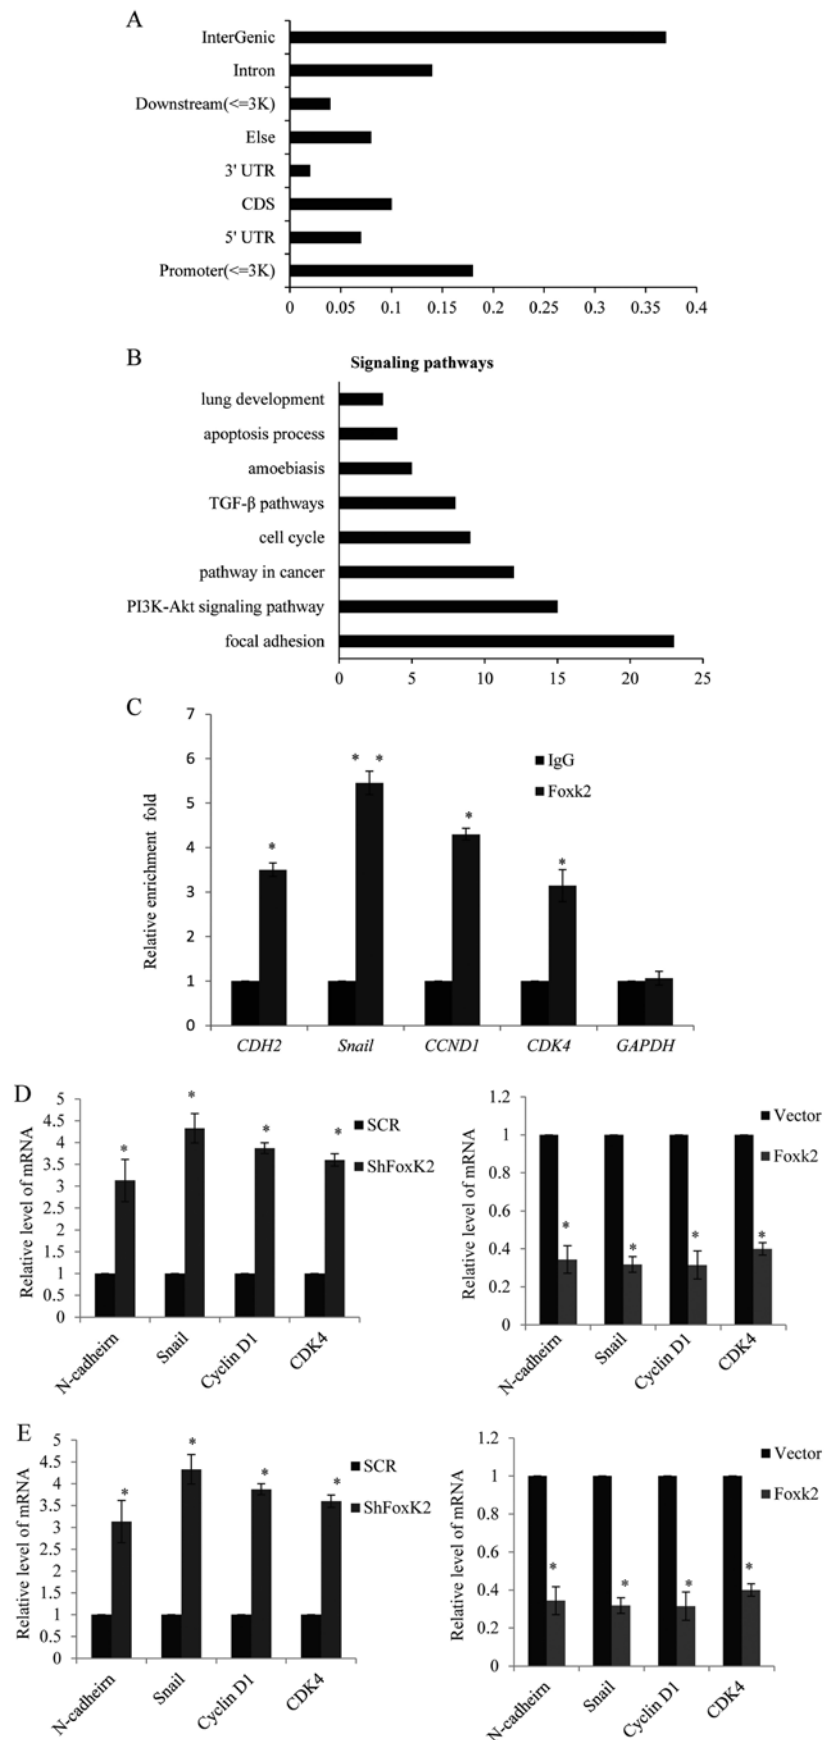 A
InterGenic
Intron
Downstream(<=3K)
Else
3' UTR
CDS
5' UTR
Promoter(<=3K)
0 0.05 0.1 0.15 0.2 0.25 0.3 0.35 0.4
B
Signaling pathways
lung development
apoptosis process
amoebiasis
TGF-β pathways
cell cycle
pathway in cancer
PI3K-Akt signaling pathway
focal adhesion
0 5 10 15 20 25
C
Relative enrichment fold
7
6
5
4
3
2
1
0
* * * * *
IgG
Foxk2
CDH2 Snail CCND1 CDK4 GAPDH
D
Relative level of mRNA
5
4.5
4
3.5
3
2.5
2
1.5
1
0.5
0
* * * *
SCR
ShFoxK2
N-cadheirn Snail Cyclin D1 CDK4
Relative level of mRNA
1.2
1
0.8
0.6
0.4
0.2
0
* * * *
Vector
Foxk2
N-cadheirn Snail Cyclin D1 CDK4
E
Relative level of mRNA
5
4.5
4
3.5
3
2.5
2
1.5
1
0.5
0
* * * *
SCR
ShFoxK2
N-cadheirn Snail Cyclin D1 CDK4
Relative level of mRNA
1.2
1
0.8
0.6
0.4
0.2
0
* * * *
Vector
Foxk2
N-cadheirn Snail Cyclin D1 CDK4